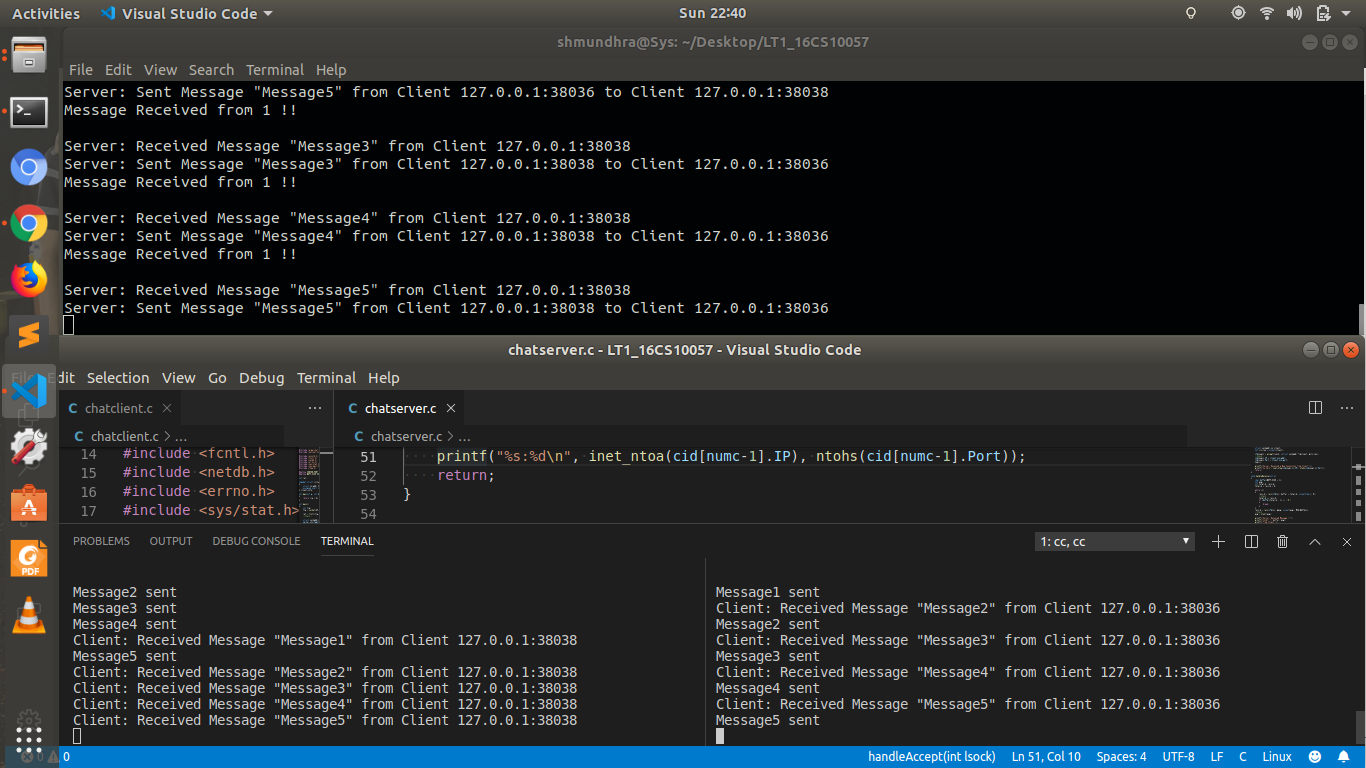 Activities
Visual Studio Code
Sun 22:40
shmundhra@Sys: ~/Desktop/LT1_16CS10057
File Edit View Search Terminal Help
Server: Sent Message "Message5" from Client 127.0.0.1:38036 to Client 127.0.0.1:38038
Message Received from 1 !!
Server: Received Message "Message3" from Client 127.0.0.1:38038
Server: Sent Message "Message3" from Client 127.0.0.1:38038 to Client 127.0.0.1:38036
Message Received from 1 !!
Server: Received Message "Message4" from Client 127.0.0.1:38038
Server: Sent Message "Message4" from Client 127.0.0.1:38038 to Client 127.0.0.1:38036
Message Received from 1 !!
Server: Received Message "Message5" from Client 127.0.0.1:38038
Server: Sent Message "Message5" from Client 127.0.0.1:38038 to Client 127.0.0.1:38036
chatserver.c - LT1_16CS10057 - Visual Studio Code
File Edit Selection View Go Debug Terminal Help
C chatclient.c
C chatserver.c
C chatclient.c > ...
C chatserver.c > ...
14 #include <fcntl.h>
15 #include <netdb.h>
16 #include <errno.h>
17 #include <sys/stat.h>
51 printf("%s:%d\n", inet_ntoa(cid[numc-1].IP), ntohs(cid[numc-1].Port));
52 return;
53 }
54
PROBLEMS OUTPUT DEBUG CONSOLE TERMINAL
1: cc, cc
Message2 sent
Message3 sent
Message4 sent
Client: Received Message "Message1" from Client 127.0.0.1:38038
Message5 sent
Client: Received Message "Message2" from Client 127.0.0.1:38038
Client: Received Message "Message3" from Client 127.0.0.1:38038
Client: Received Message "Message4" from Client 127.0.0.1:38038
Client: Received Message "Message5" from Client 127.0.0.1:38038
Message1 sent
Client: Received Message "Message2" from Client 127.0.0.1:38036
Message2 sent
Client: Received Message "Message3" from Client 127.0.0.1:38036
Message3 sent
Client: Received Message "Message4" from Client 127.0.0.1:38036
Message4 sent
Client: Received Message "Message5" from Client 127.0.0.1:38036
Message5 sent
PDF
0
handleAccept(int lsock) Ln 51, Col 10 Spaces: 4 UTF-8 LF C Linux